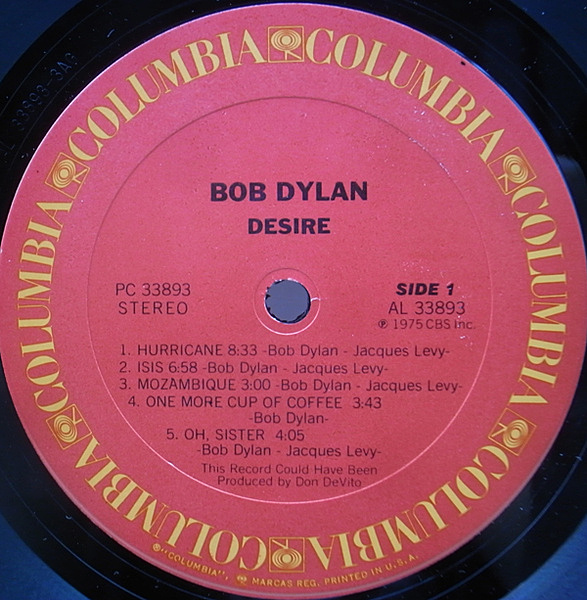 COLUMBIA COLUMBIA COLUMBIA COLUMBIA COLUMBIA COLUMBIA COLUMBIA
BOB DYLAN
DESIRE
PC 33893
STEREO
SIDE 1
AL 33893
℗ 1975 CBS Inc.
1. HURRICANE 8:33 -Bob Dylan - Jacques Levy-
2. ISIS 6:58 -Bob Dylan - Jacques Levy-
3. MOZAMBIQUE 3:00 -Bob Dylan - Jacques Levy-
4. ONE MORE CUP OF COFFEE 3:43
-Bob Dylan-
5. OH, SISTER 4:05
-Bob Dylan - Jacques Levy-
This Record Could Have Been
Produced by Don DeVito
®"COLUMBIA", MARCAS REG. PRINTED IN U.S.A.